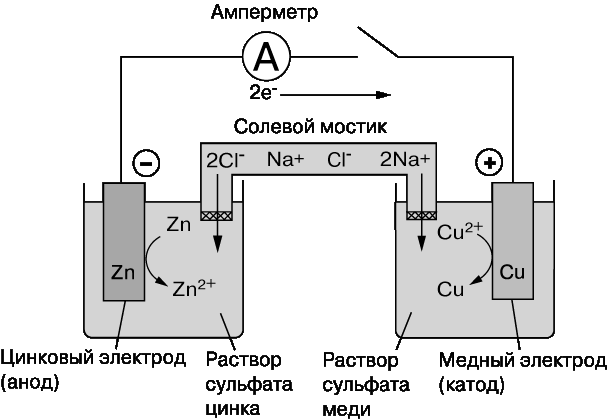 Амперметр
A
2e-
Солевой мостик
2Cl- Na+ Cl- 2Na+
− +
Zn Cu2+
Zn Cu
Zn2+ Cu
Цинковый электрод
(анод)
Раствор
сульфата
цинка
Раствор
сульфата
меди
Медный электрод
(катод)